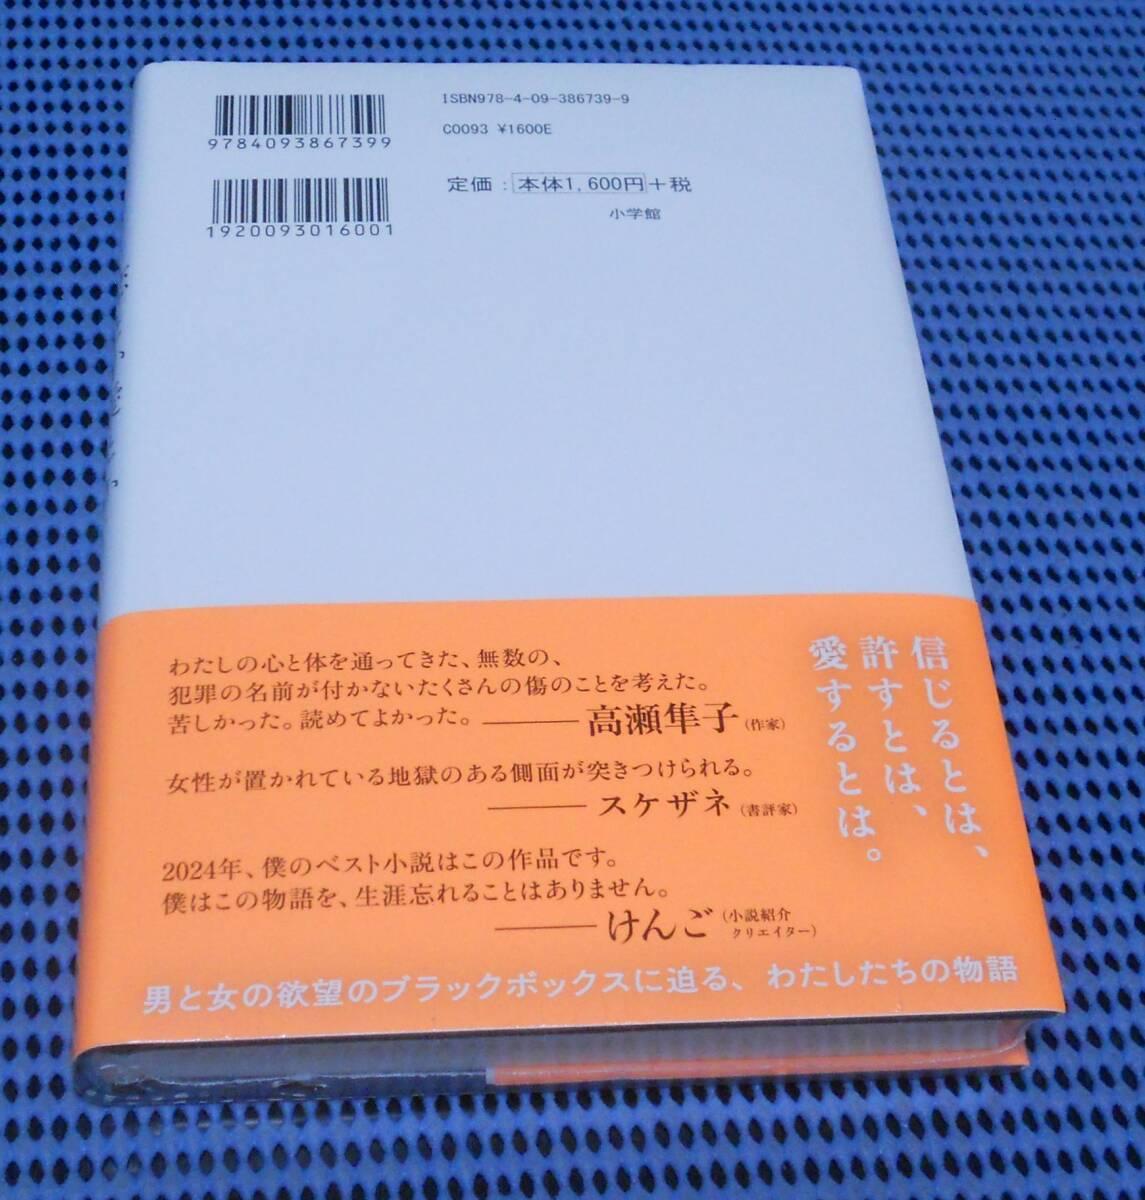 ISBN978-4-09-386739-9
9784093867399
C0093 ¥1600E
定価：本体1,600円＋税
小学館
1920093016001
信じるとは、
許すとは、
愛するとは。
わたしの心と体を通ってきた、無数の、
犯罪の名前が付かないたくさんの傷のことを考えた。
苦しかった。読めてよかった。――― 高瀬隼子（作家）
女性が置かれている地獄のある側面が突きつけられる。
――― スケザネ（書評家）
2024年、僕のベスト小説はこの作品です。
僕はこの物語を、生涯忘れることはありません。
――― けんご（小説紹介
クリエイター）
男と女の欲望のブラックボックスに迫る、わたしたちの物語